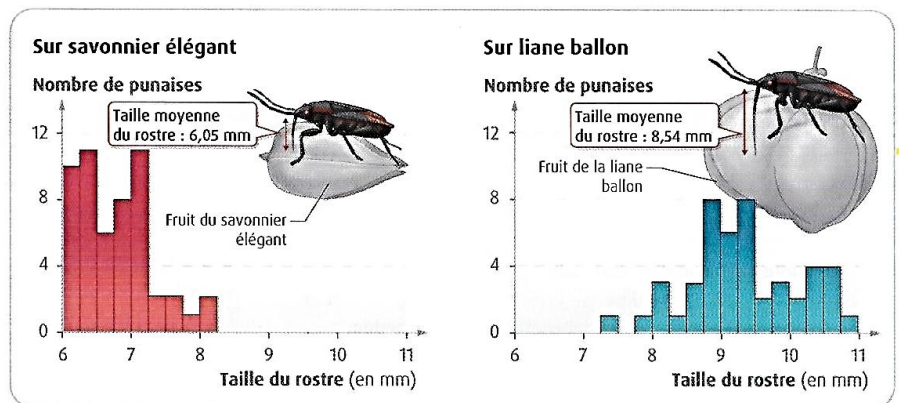 Sur savonnier élégant
Nombre de punaises
Taille moyenne
du rostre : 6,05 mm
12
8
4
0
Fruit du savonnier
élégant
6 7 8 9 10 11
Taille du rostre (en mm)
Sur liane ballon
Nombre de punaises
Taille moyenne
du rostre : 8,54 mm
12
8
4
0
Fruit de la liane
ballon
6 7 8 9 10 11
Taille du rostre (en mm)